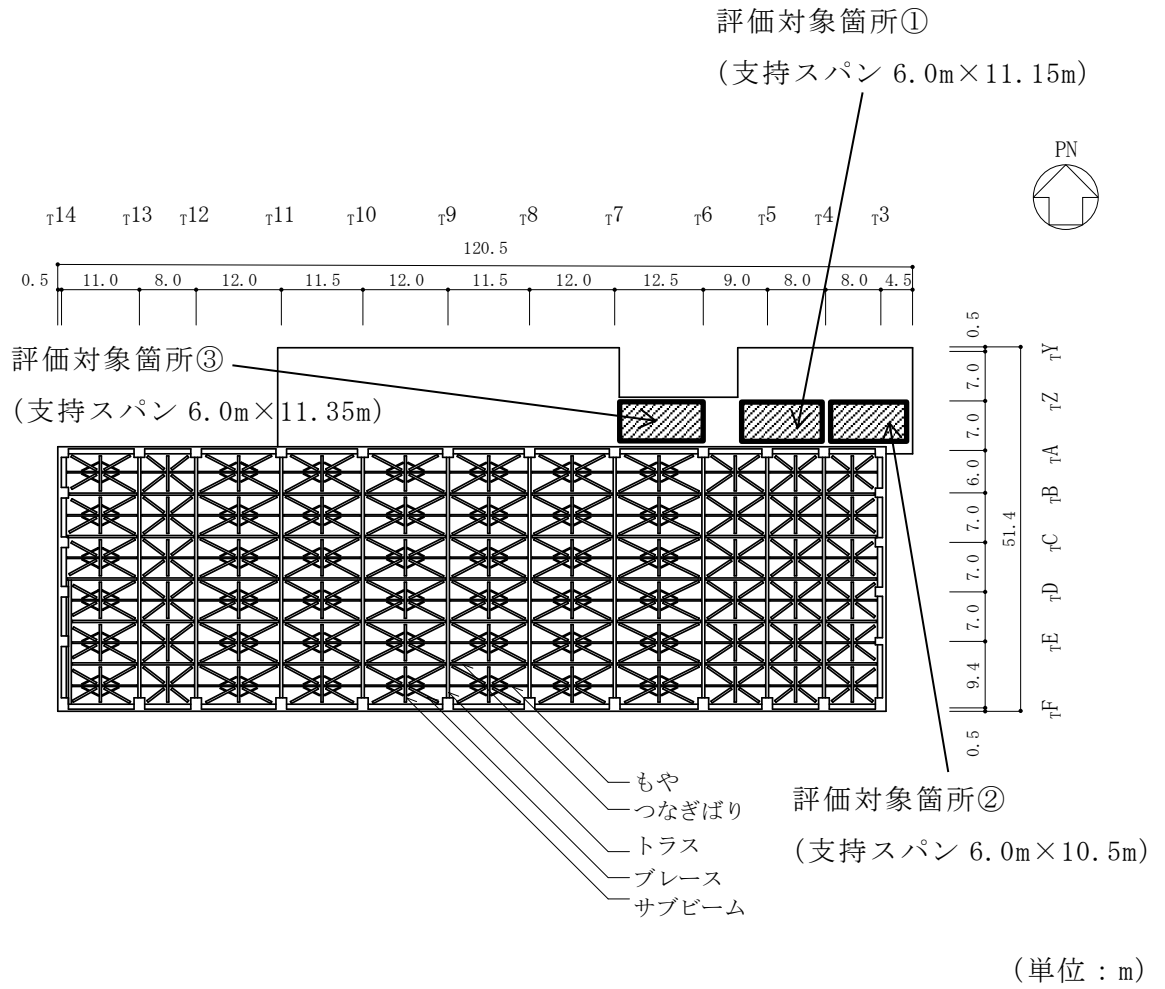 評価対象箇所①
(支持スパン 6.0m×11.15m)
PN
T14 T13 T12 T11 T10 T9 T8 T7 T6 T5 T4 T3
120.5
0.5 11.0 8.0 12.0 11.5 12.0 11.5 12.0 12.5 9.0 8.0 8.0 4.5
評価対象箇所③
(支持スパン 6.0m×11.35m)
0.5 7.0 7.0 6.0 7.0 7.0 7.0 9.4 0.5
51.4
TY TZ TA TB TC TD TE TF
もや
つなぎばり
トラス
ブレース
サブビーム
評価対象箇所②
(支持スパン 6.0m×10.5m)
(単位:m)